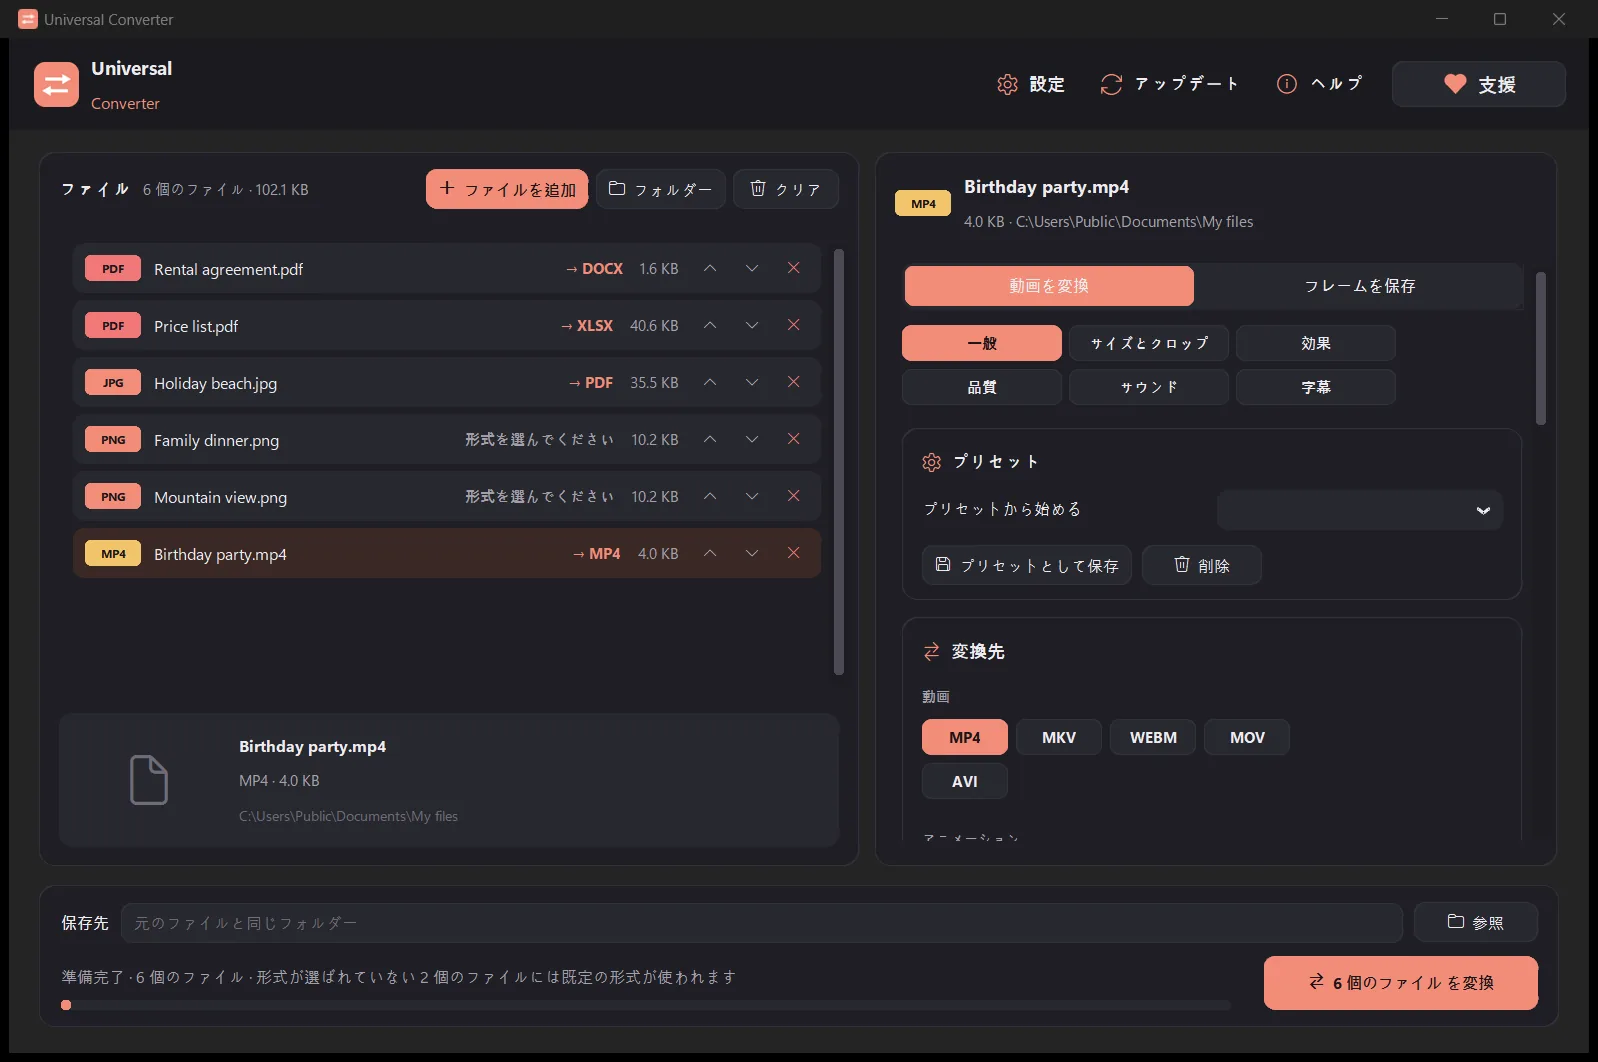 Universal Converter
Universal
Converter
設定
アップデート
ヘルプ
支援
ファイル
6 個のファイル · 102.1 KB
ファイルを追加
フォルダー
クリア
PDF
Rental agreement.pdf
→ DOCX
1.6 KB
PDF
Price list.pdf
→ XLSX
40.6 KB
JPG
Holiday beach.jpg
→ PDF
35.5 KB
PNG
Family dinner.png
形式を選んでください
10.2 KB
PNG
Mountain view.png
形式を選んでください
10.2 KB
MP4
Birthday party.mp4
→ MP4
4.0 KB
Birthday party.mp4
MP4 · 4.0 KB
C:\Users\Public\Documents\My files
MP4
Birthday party.mp4
4.0 KB · C:\Users\Public\Documents\My files
動画を変換
フレームを保存
一般
サイズとクロップ
効果
品質
サウンド
字幕
プリセット
プリセットから始める
プリセットとして保存
削除
変換先
動画
MP4
MKV
WEBM
MOV
AVI
アニメーション
保存先
元のファイルと同じフォルダー
参照
準備完了 · 6 個のファイル · 形式が選ばれていない 2 個のファイルには既定の形式が使われます
6 個のファイル を変換